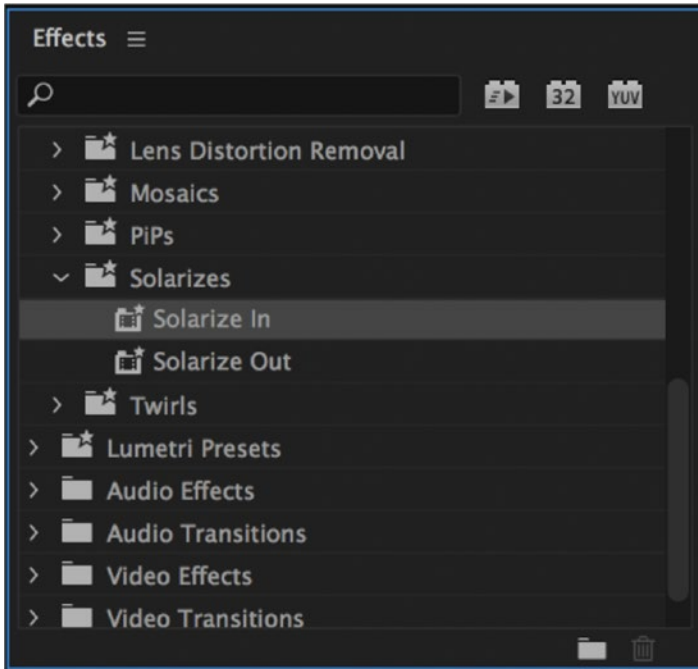 Effects
32 YUV
Lens Distortion Removal
Mosaics
PiPs
Solarizes
Solarize In
Solarize Out
Twirls
Lumetri Presets
Audio Effects
Audio Transitions
Video Effects
Video Transitions